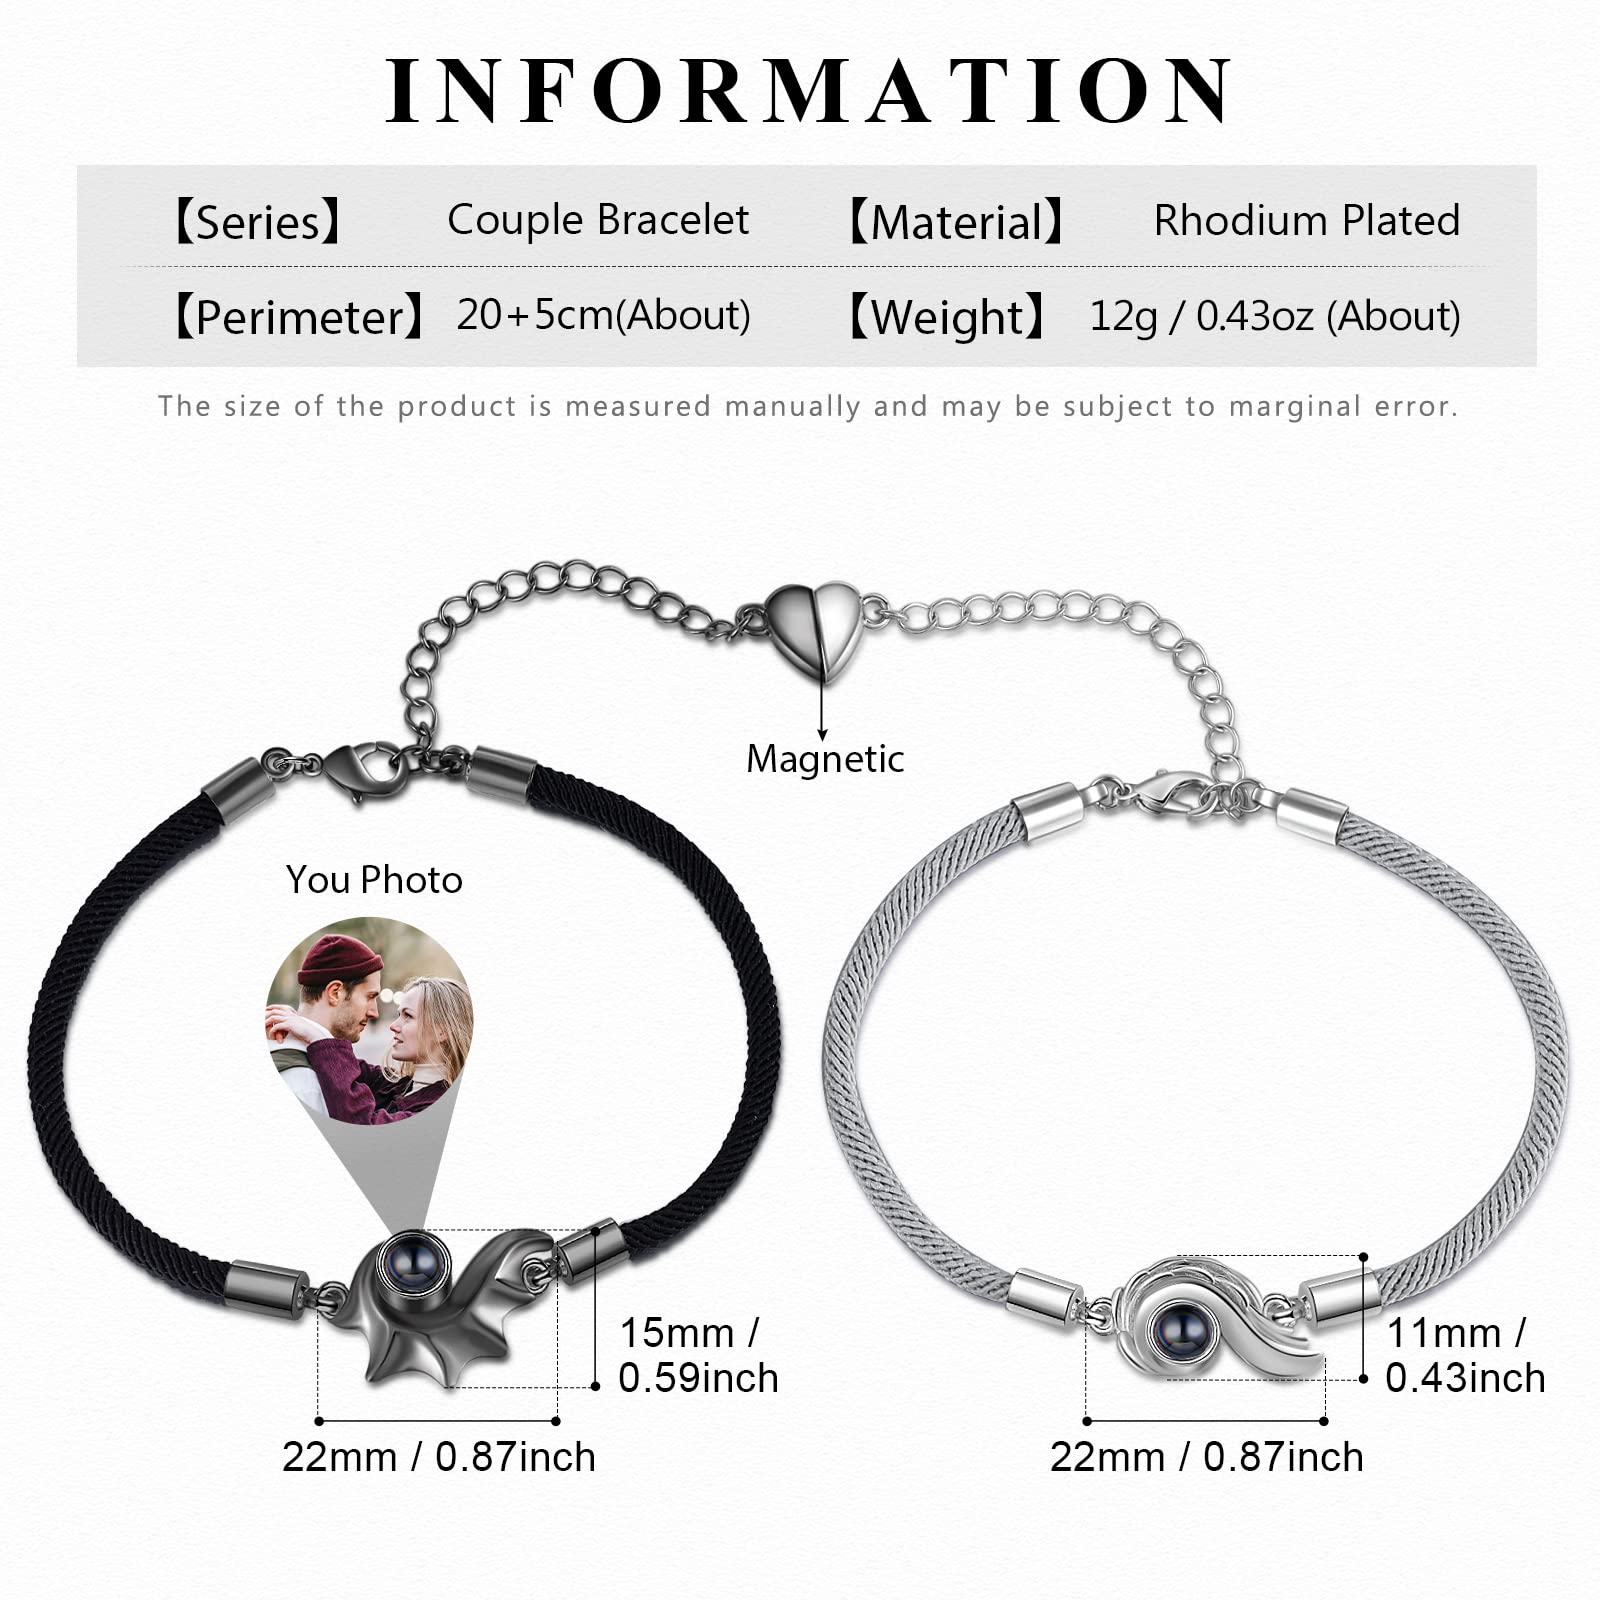 INFORMATION
【Series】 Couple Bracelet 【Material】 Rhodium Plated
【Perimeter】 20+5cm(About) 【Weight】 12g / 0.43oz (About)
The size of the product is measured manually and may be subject to marginal error.
Magnetic
You Photo
15mm /
0.59inch
22mm / 0.87inch
11mm /
0.43inch
22mm / 0.87inch